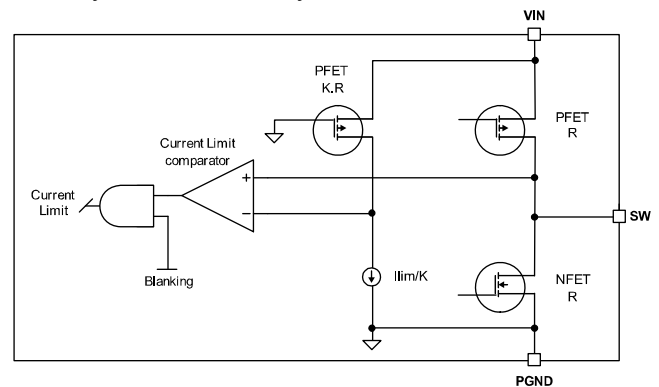 VIN
PFET
K.R
PFET
R
Current Limit
comparator
+
−
Current
Limit
SW
Blanking
Ilim/K
NFET
R
PGND